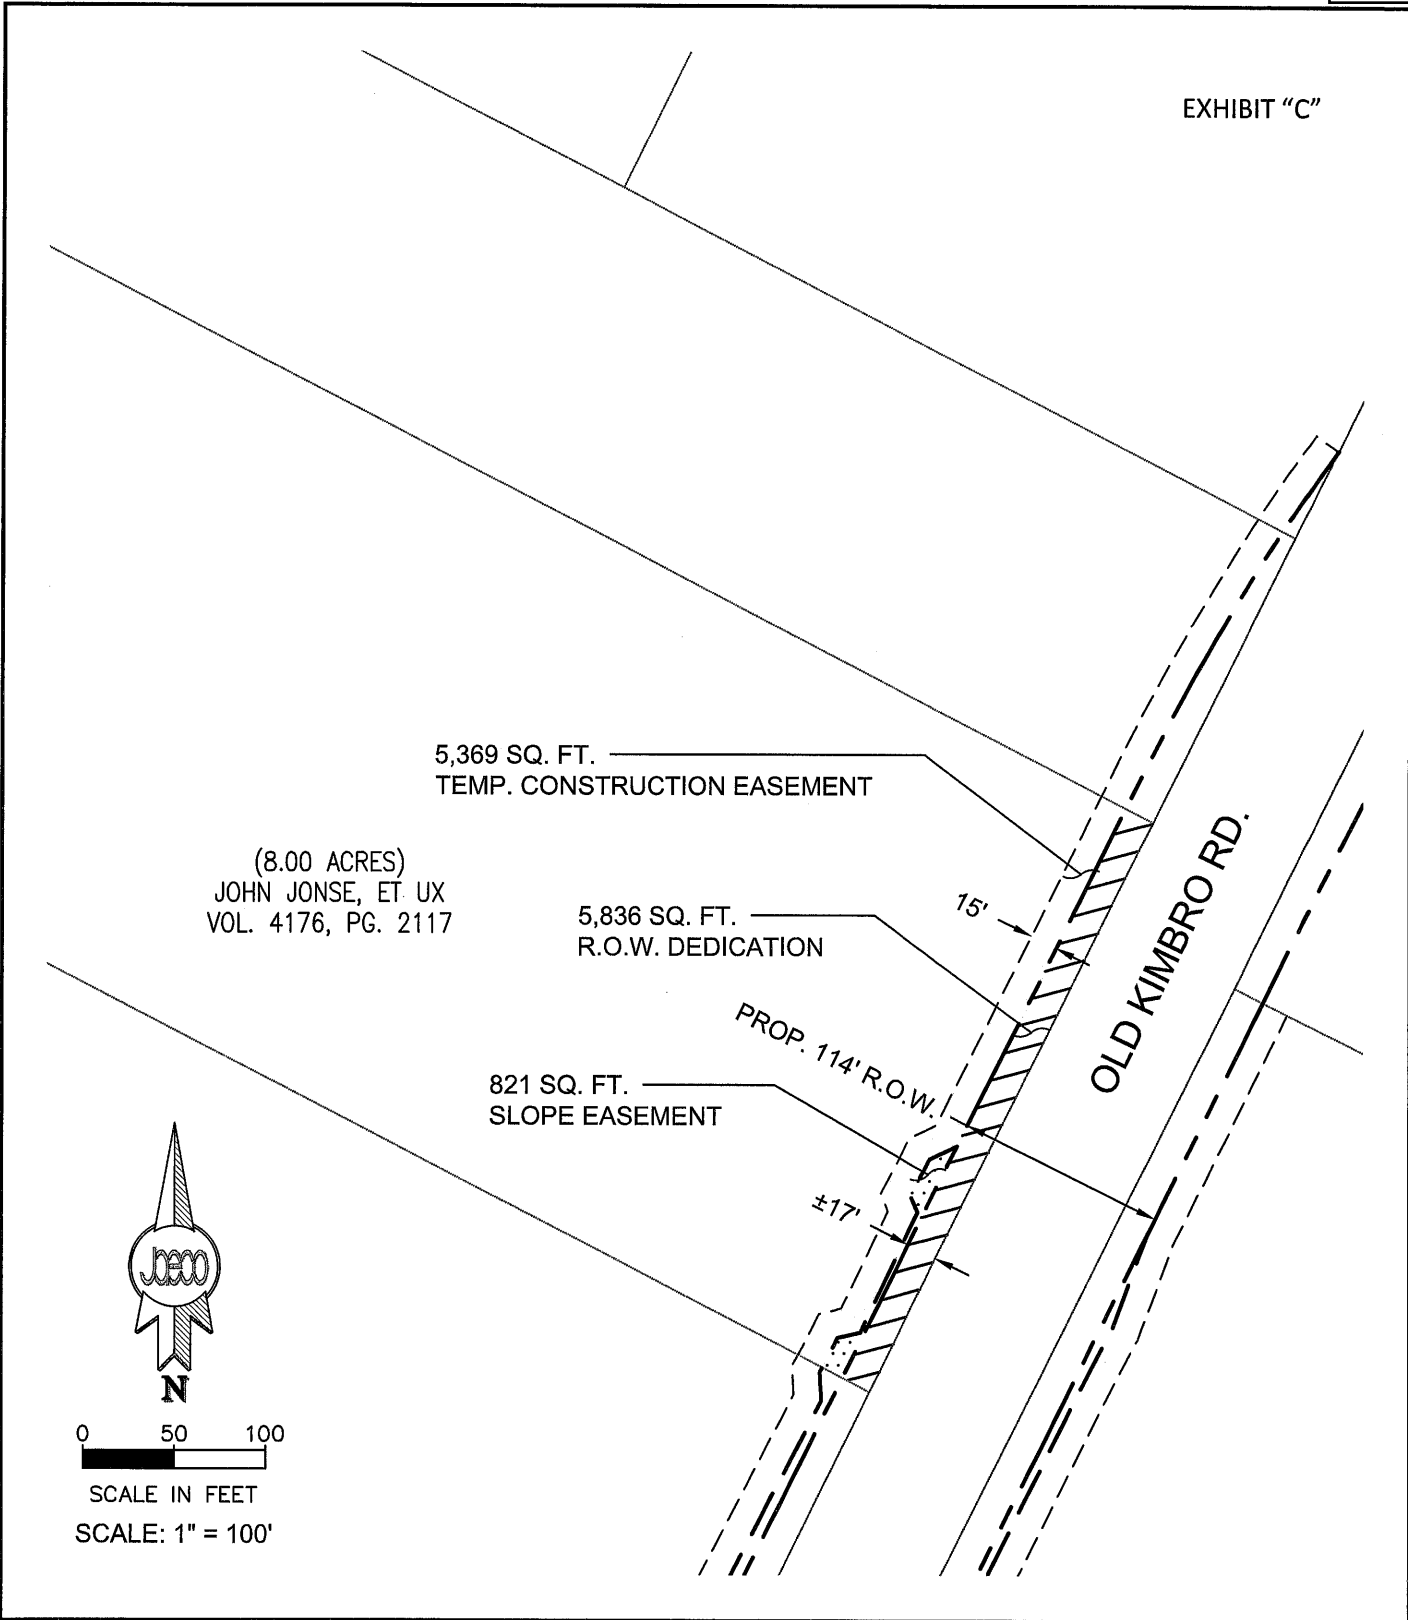 EXHIBIT “C”
5,369 SQ. FT.
TEMP. CONSTRUCTION EASEMENT
(8.00 ACRES)
JOHN JONSE, ET UX
VOL. 4176, PG. 2117
5,836 SQ. FT.
R.O.W. DEDICATION
15'
OLD KIMBRO RD.
PROP. 114' R.O.W.
821 SQ. FT.
SLOPE EASEMENT
±17'
Jaeco
N
0 50 100
SCALE IN FEET
SCALE: 1" = 100'